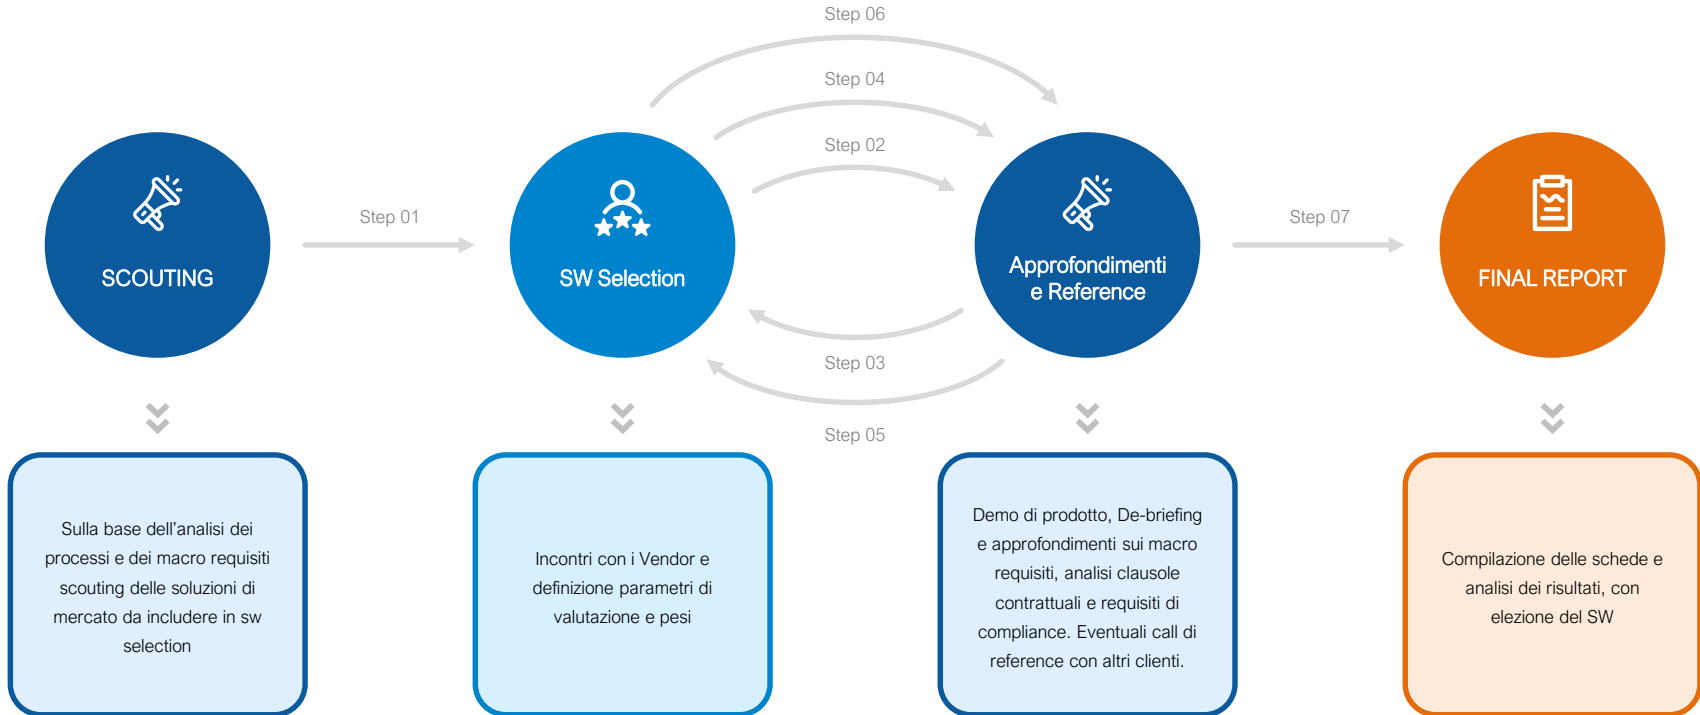 Step 06
Step 04
Step 02
Step 01
Step 07
SCOUTING
SW Selection
Approfondimenti
e Reference
FINAL REPORT
Step 03
Step 05
Sulla base dell'analisi dei
processi e dei macro requisiti
scouting delle soluzioni di
mercato da includere in sw
selection
Incontri con i Vendor e
definizione parametri di
valutazione e pesi
Demo di prodotto, De-briefing
e approfondimenti sui macro
requisiti, analisi clausole
contrattuali e requisiti di
compliance. Eventuali call di
reference con altri clienti.
Compilazione delle schede e
analisi dei risultati, con
elezione del SW